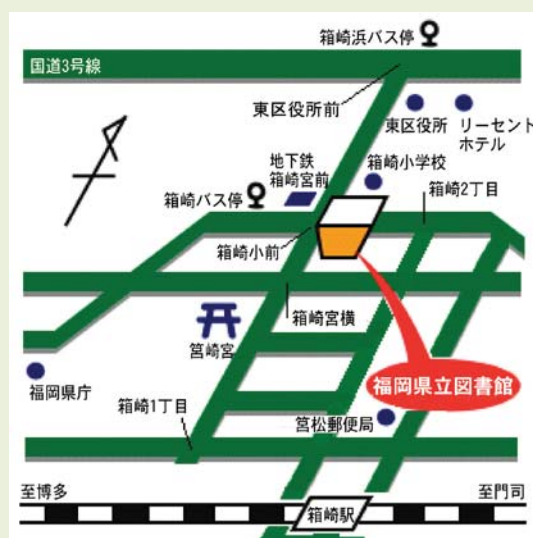 箱崎浜バス停
国道3号線
東区役所前
東区役所
リーセント
ホテル
地下鉄
箱崎宮前
箱崎小学校
箱崎バス停
箱崎2丁目
箱崎小前
箱崎宮横
筥崎宮
福岡県庁
福岡県立図書館
箱崎1丁目
筥松郵便局
至博多
至門司
箱崎駅